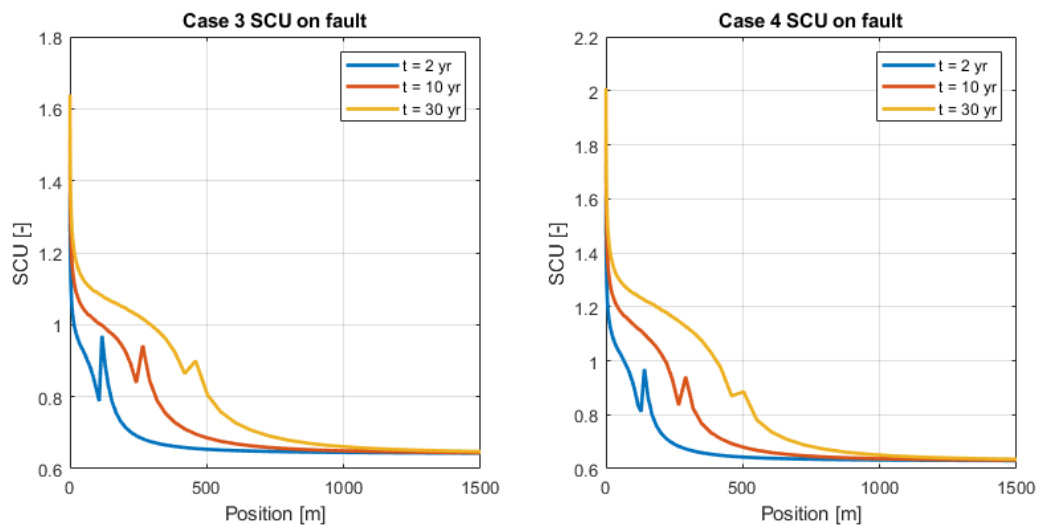 Case 3 SCU on fault
1.8
1.6
1.4
1.2
1
0.8
0.6
SCU [-]
0
500
1000
1500
Position [m]
t = 2 yr
t = 10 yr
t = 30 yr
Case 4 SCU on fault
2.2
2
1.8
1.6
1.4
1.2
1
0.8
0.6
SCU [-]
0
500
1000
1500
Position [m]
t = 2 yr
t = 10 yr
t = 30 yr